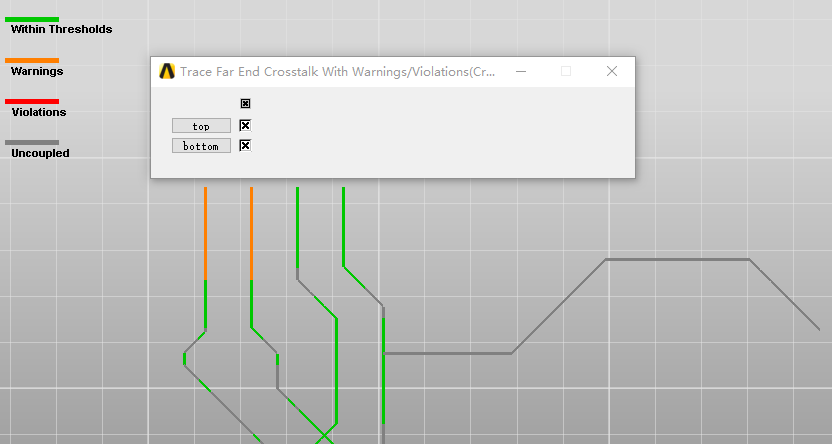 Within Thresholds
Warnings
Violations
Uncoupled
Trace Far End Crosstalk With Warnings/Violations(Cr...
top
bottom